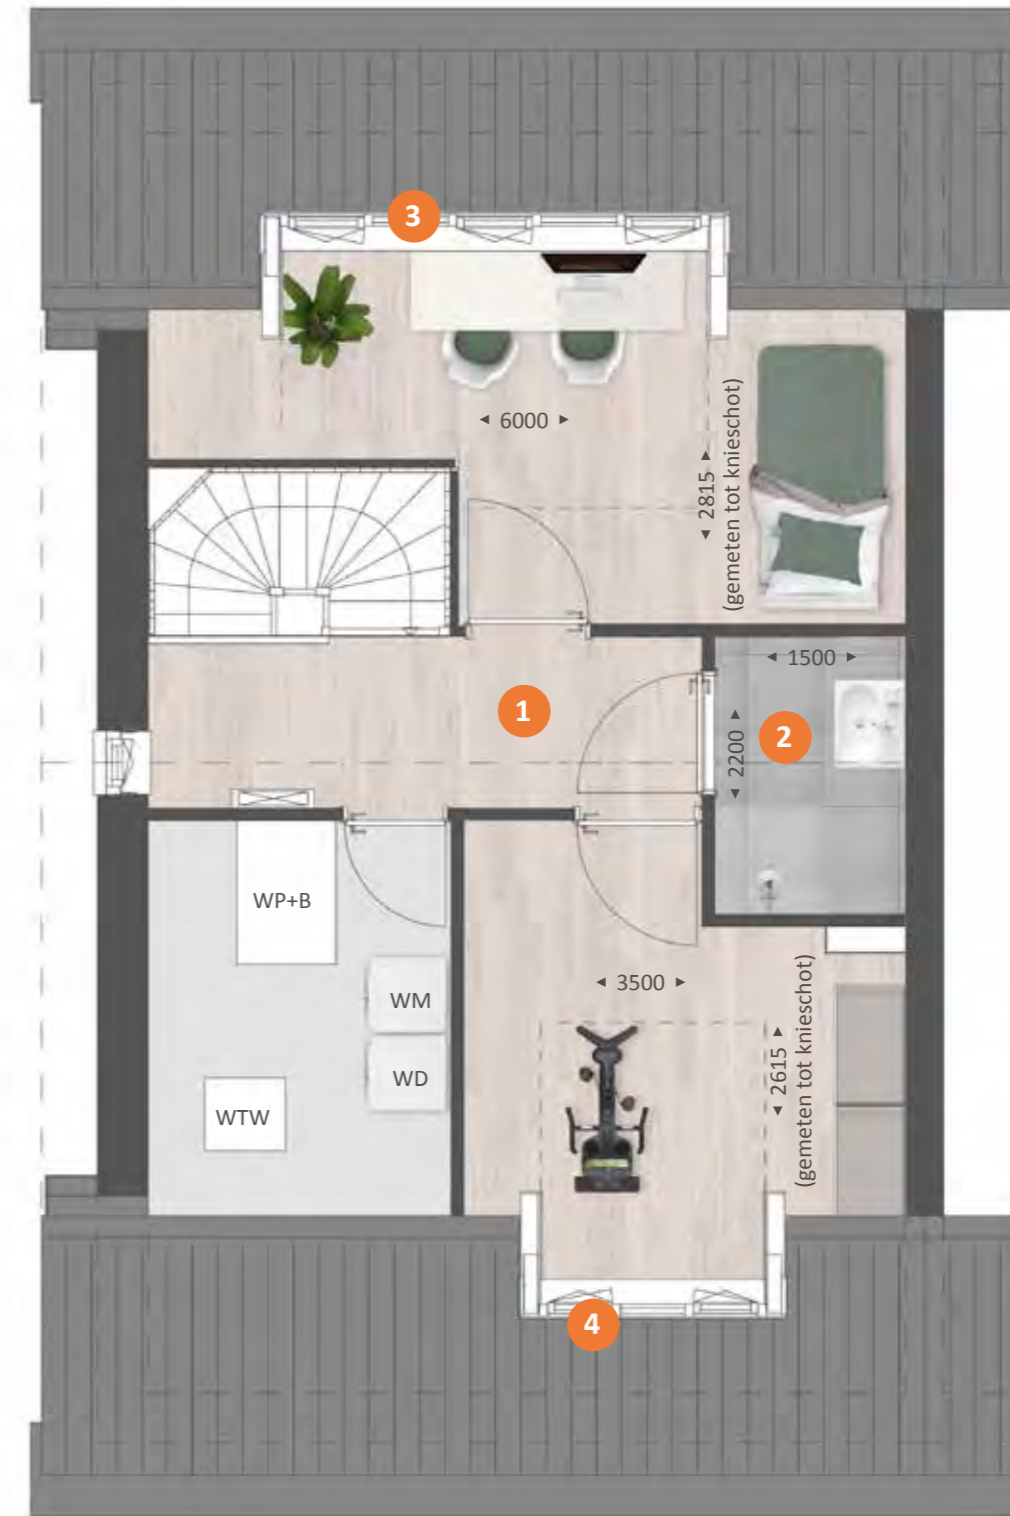 3
◄ 6000 ►
◄ 2815 ►
(gemeten tot knieschot)
◄ 1500 ►
1
2
◄ 2200 ►
WP+B
WM
◄ 3500 ►
WD
WTW
◄ 2615 ►
(gemeten tot knieschot)
4